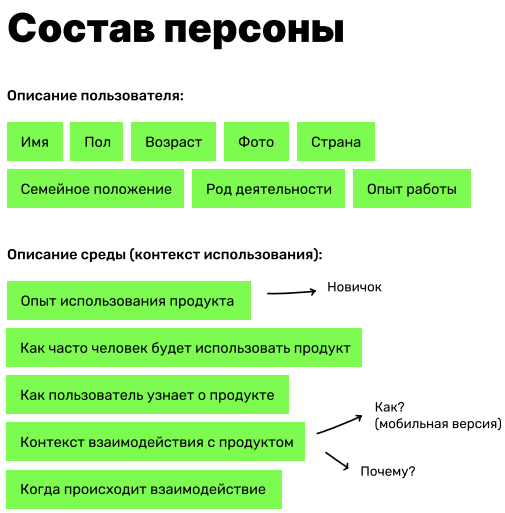 Состав персоны
Описание пользователя:
Имя Пол Возраст Фото Страна
Семейное положение Род деятельности Опыт работы
Описание среды (контекст использования):
Опыт использования продукта
Новичок
Как часто человек будет использовать продукт
Как пользователь узнает о продукте
Контекст взаимодействия с продуктом
Как?
(мобильная версия)
Почему?
Когда происходит взаимодействие